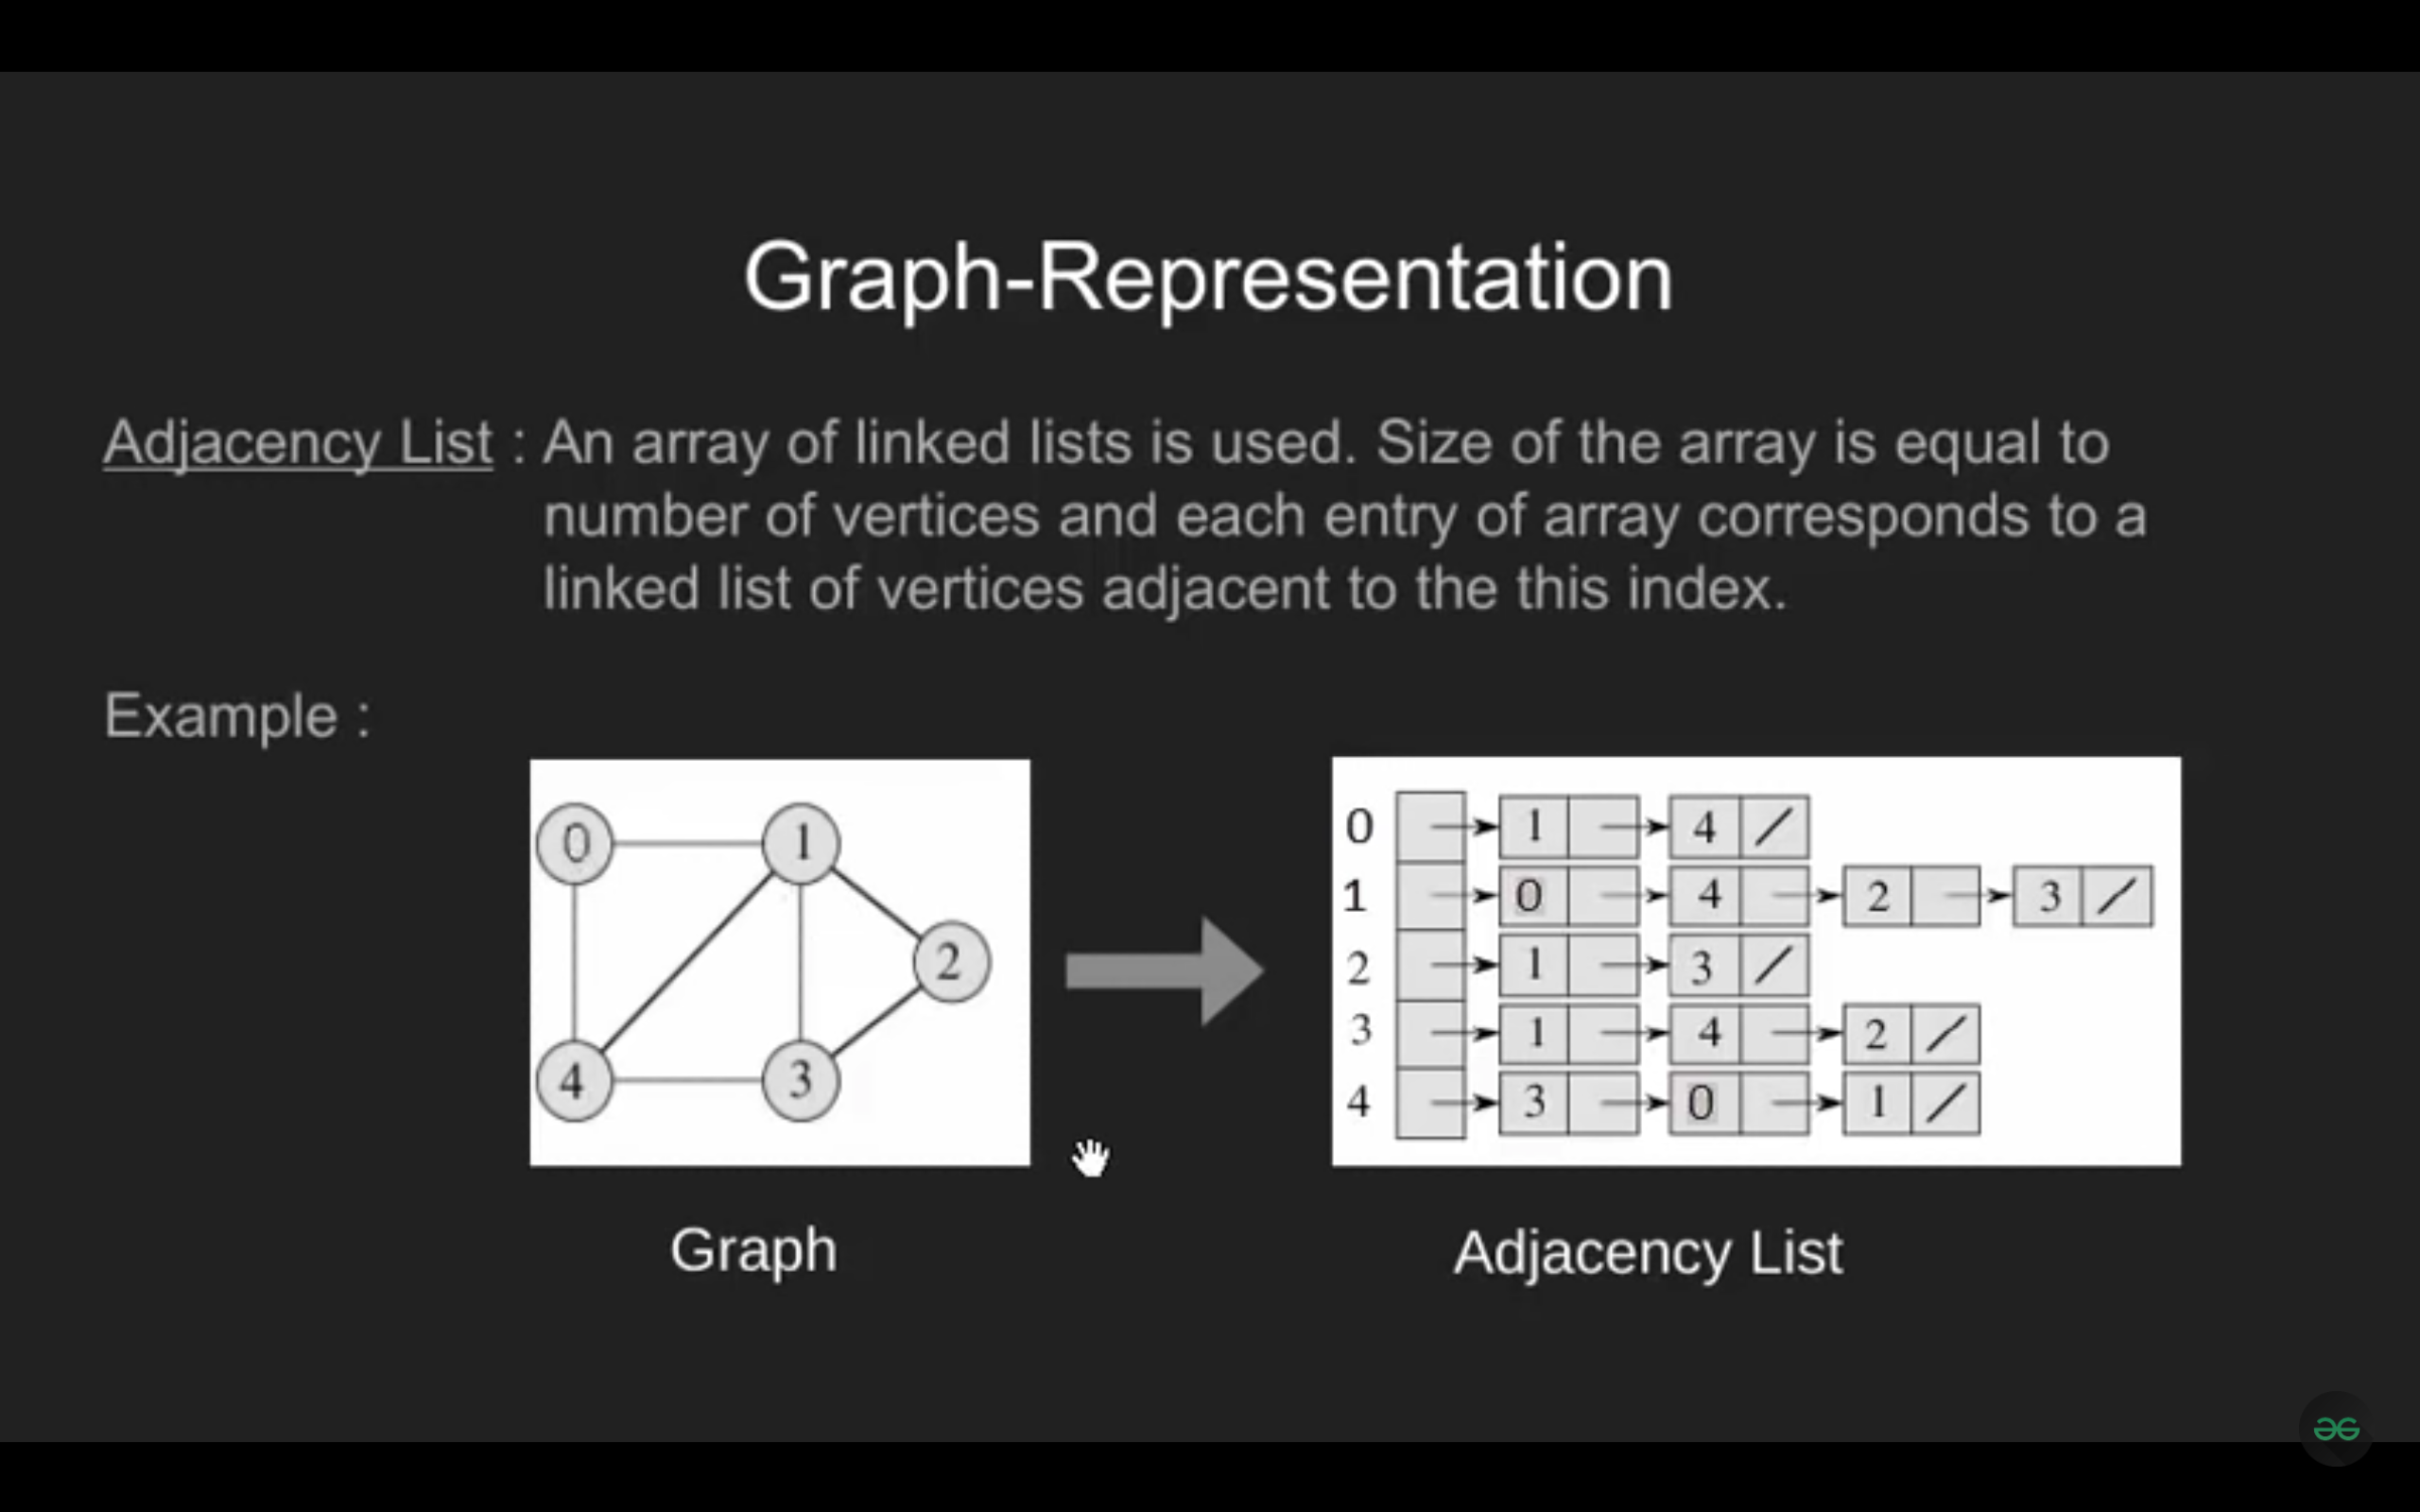 Graph-Representation
Adjacency List : An array of linked lists is used. Size of the array is equal to
number of vertices and each entry of array corresponds to a
linked list of vertices adjacent to the this index.
Example :
0 1
2
4 3
0 1 4
1 0 4 2 3
2 1 3
3 1 4 2
4 3 0 1
Graph
Adjacency List